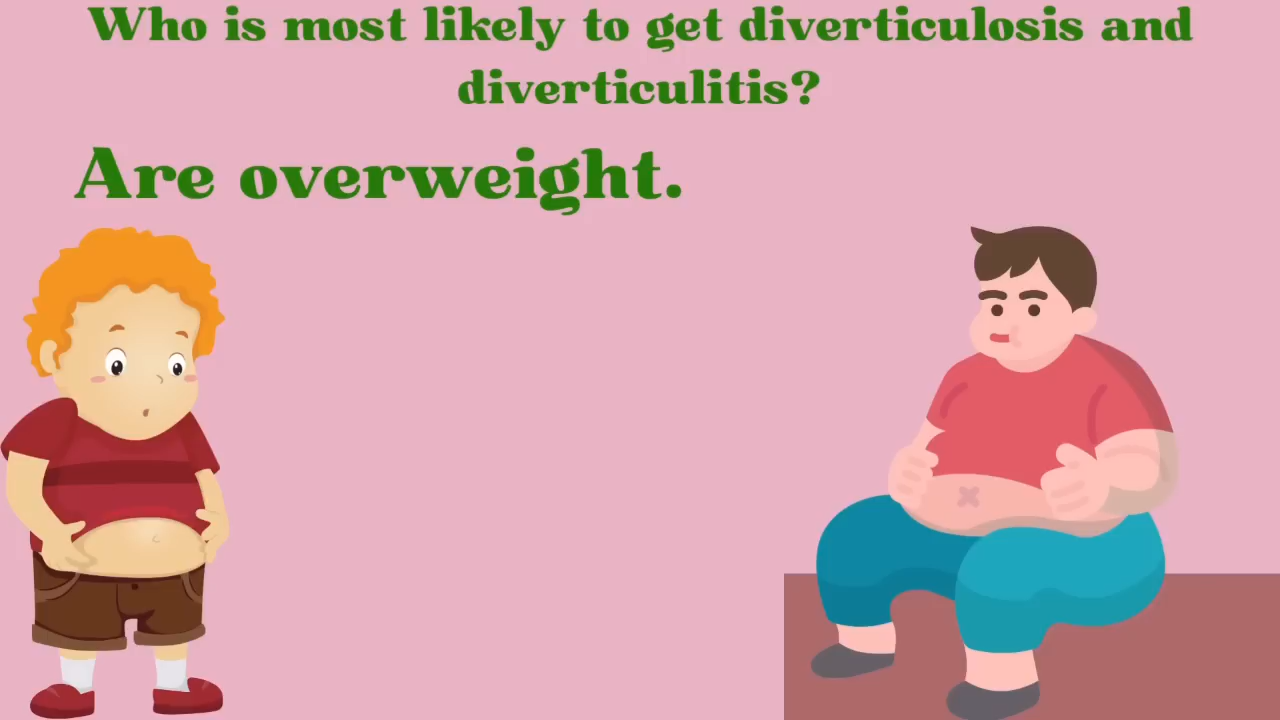 Who is most likely to get diverticulosis and
diverticulitis?
Are overweight.